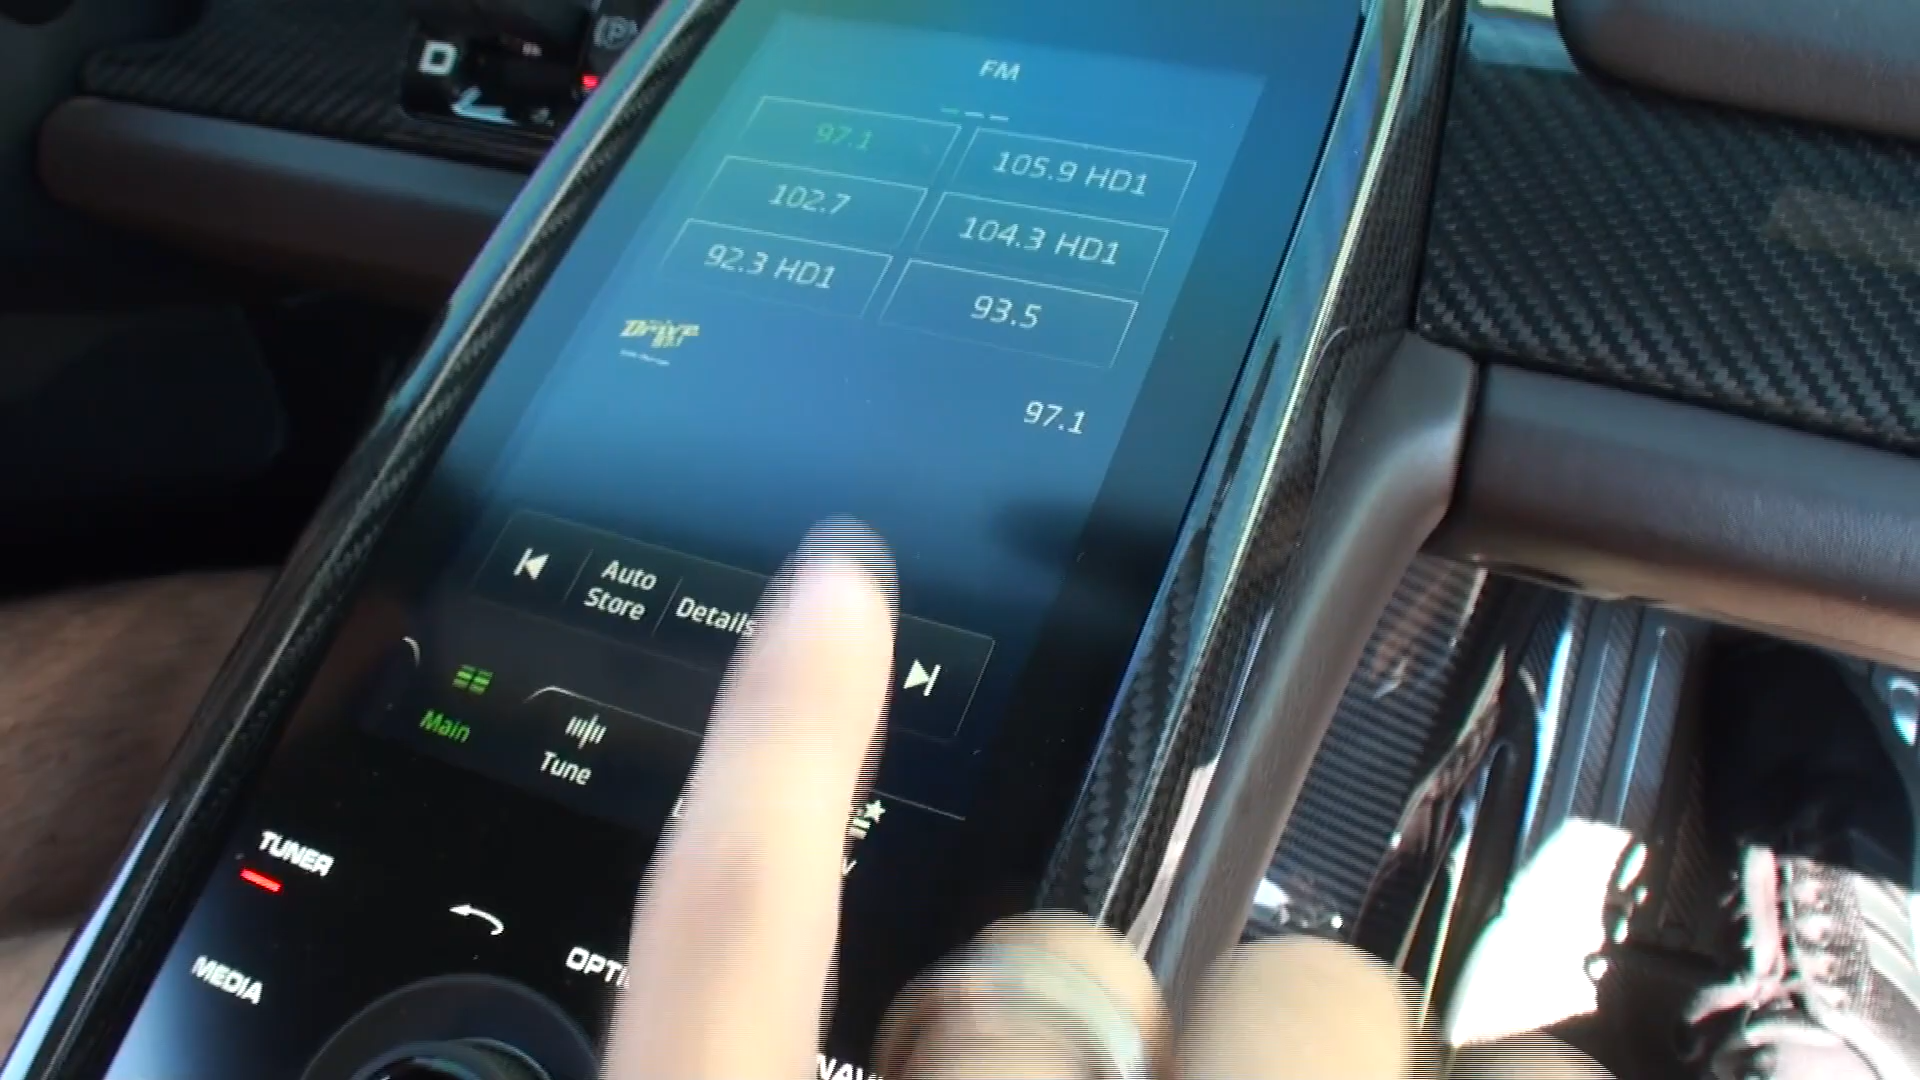 D
P
FM
97.1
105.9 HD1
102.7
104.3 HD1
92.3 HD1
93.5
Drive
97.1
Auto
Store
Details
Main
Tune
TUNER
MEDIA